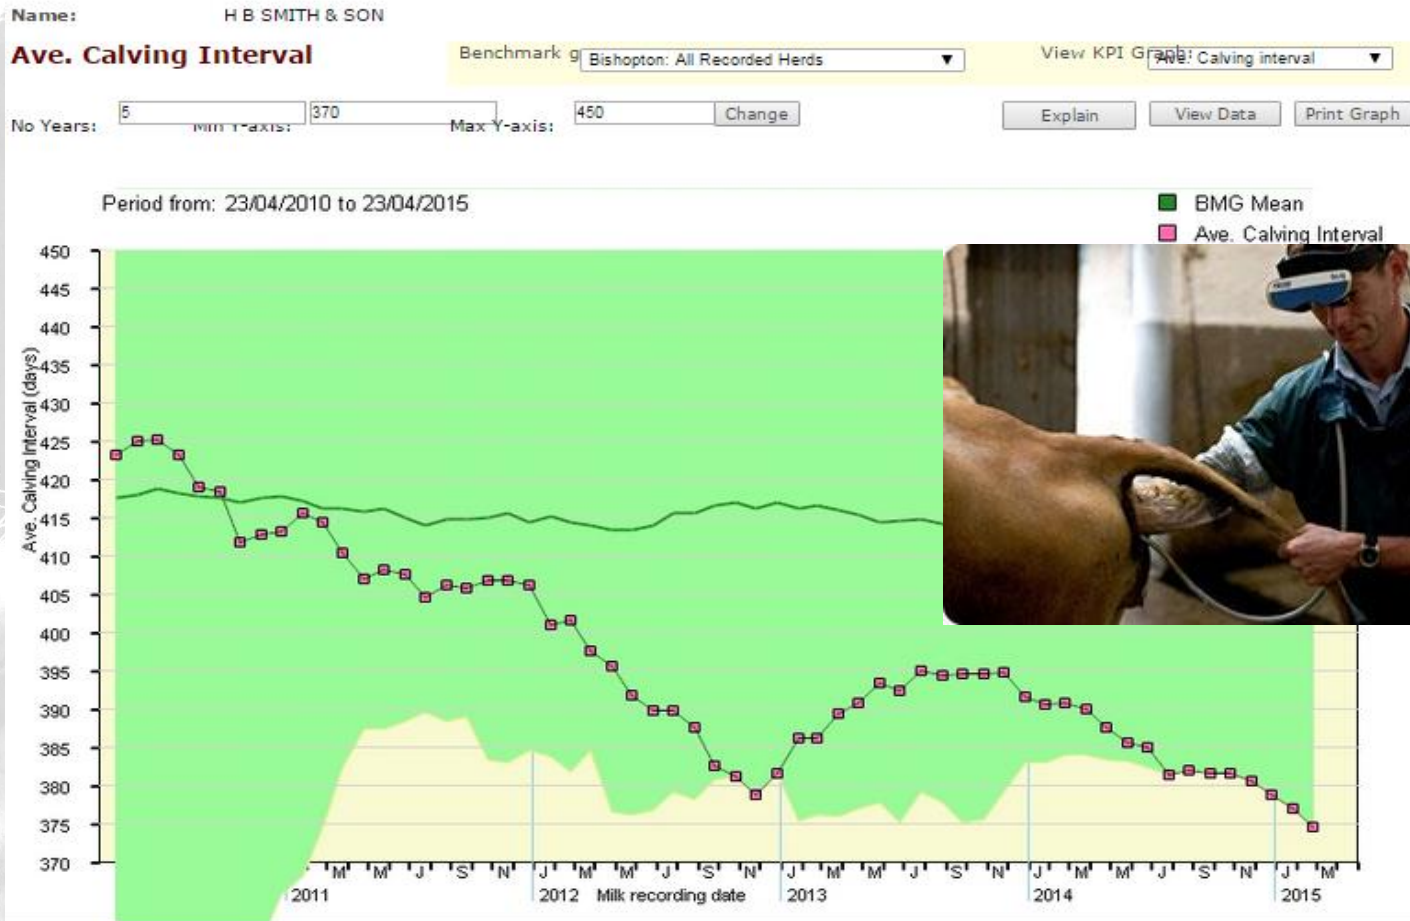 Name: H B SMITH & SON
Ave. Calving Interval
Benchmark g Bishopton: All Recorded Herds ▼
View KPI Graph: Ave. Calving interval ▼
No Years: 5 Min Y-axis: 370 Max Y-axis: 450 Change
Explain View Data Print Graph
Period from: 23/04/2010 to 23/04/2015
BMG Mean
Ave. Calving Interval
Ave. Calving Interval (days)
450
445
440
435
430
425
420
415
410
405
400
395
390
385
380
375
370
M M J S N J M M J S N J M M J S N J M M J S N J M
2011 2012 Milk recording date 2013 2014 2015